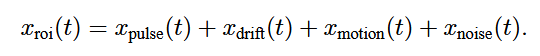 x_roi(t) = x_pulse(t) + x_drift(t) + x_motion(t) + x_noise(t).